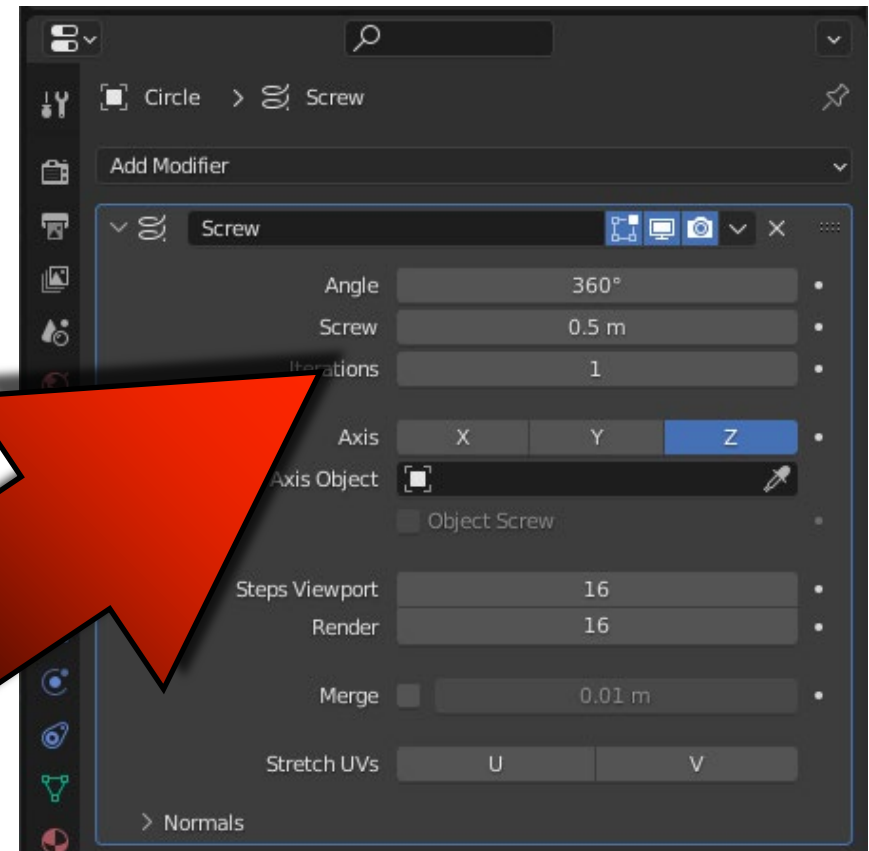 Circle > Screw
Add Modifier
Screw
Angle 360°
Screw 0.5 m
Iterations 1
Axis X Y Z
Axis Object
Object Screw
Steps Viewport 16
Render 16
Merge 0.01 m
Stretch UVs U V
> Normals